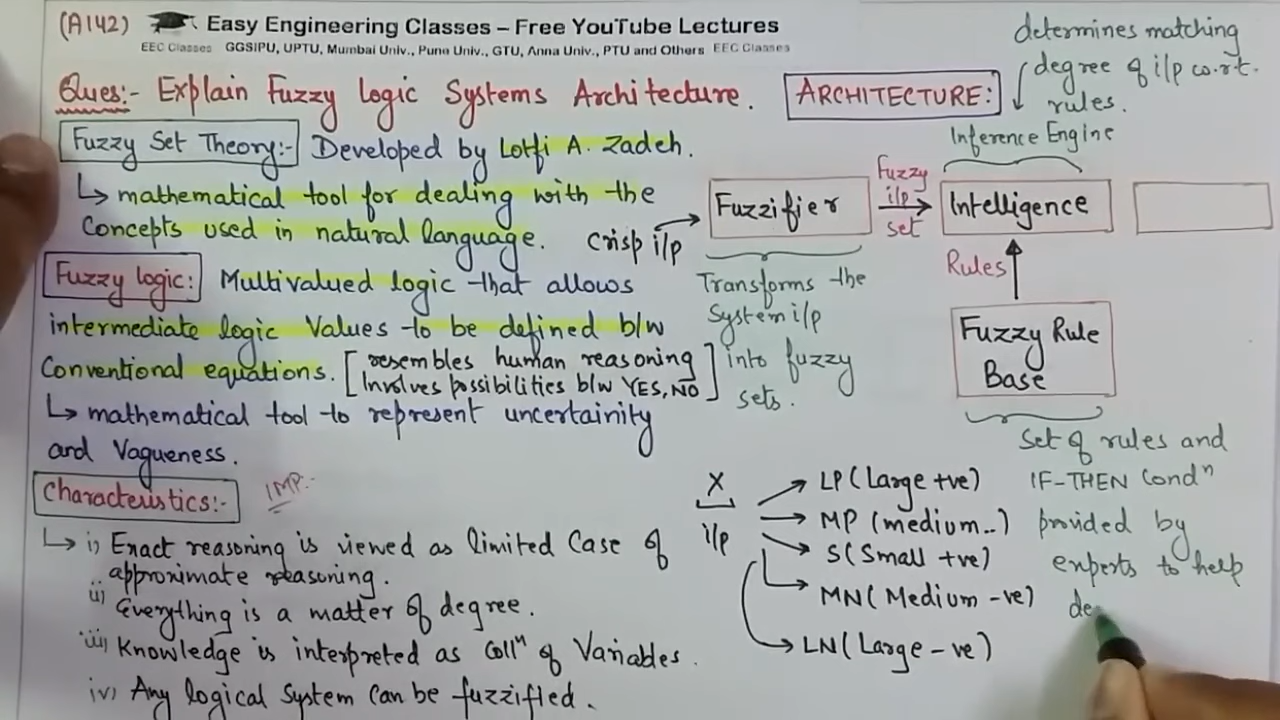 (A142) Easy Engineering Classes – Free YouTube Lectures
EEC Classes GGSIPU, UPTU, Mumbai Univ., Pune Univ., GTU, Anna Univ., PTU and Others EEC Classes
Ques:- Explain Fuzzy Logic Systems Architecture.
Fuzzy Set Theory:- Developed by Lotfi A. Zadeh.
↳ mathematical tool for dealing with the
Concepts used in natural language.
Fuzzy Logic: Multivalued logic that allows
intermediate logic Values to be defined b/w
Conventional equations. [resembles human reasoning
Involves possibilities b/w YES, NO]
↳ mathematical tool to represent uncertainity
and Vagueness.
Characteristics:- IMP:-
↳ i) Exact reasoning is viewed as limited Case of
approximate reasoning.
ii) Everything is a matter of degree.
iii) Knowledge is interpreted as collⁿ of Variables.
iv) Any logical System Can be fuzzified.
ARCHITECTURE:
determines matching
degree of i/p w.r.t.
rules.
Inference Engine
crisp i/p
Fuzzifier
Fuzzy
i/p
set
Intelligence
Transforms the
System i/p
into fuzzy
sets.
Rules
Fuzzy Rule
Base
Set of rules and
IF-THEN Condⁿ
provided by
experts to help
de
X
i/p
LP (Large +ve)
MP (medium..)
S (Small +ve)
MN (Medium -ve)
LN (Large -ve)